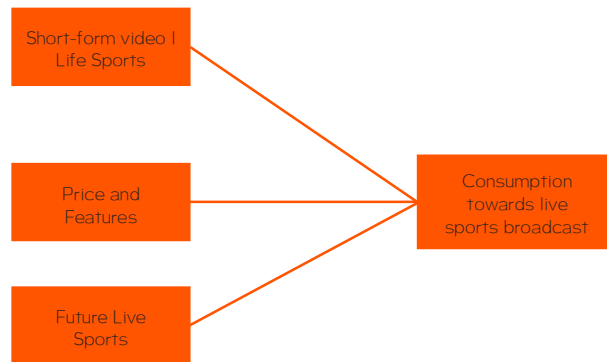 Short-form video |
Life Sports
Price and
Features
Consumption
towards live
sports broadcast
Future Live
Sports